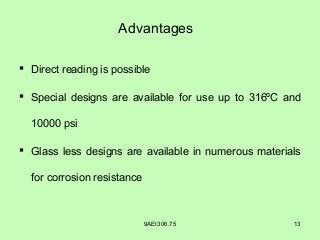 Advantages
▪ Direct reading is possible
▪ Special designs are available for use up to 316ºC and
10000 psi
▪ Glass less designs are available in numerous materials
for corrosion resistance
9AEI306.75
13